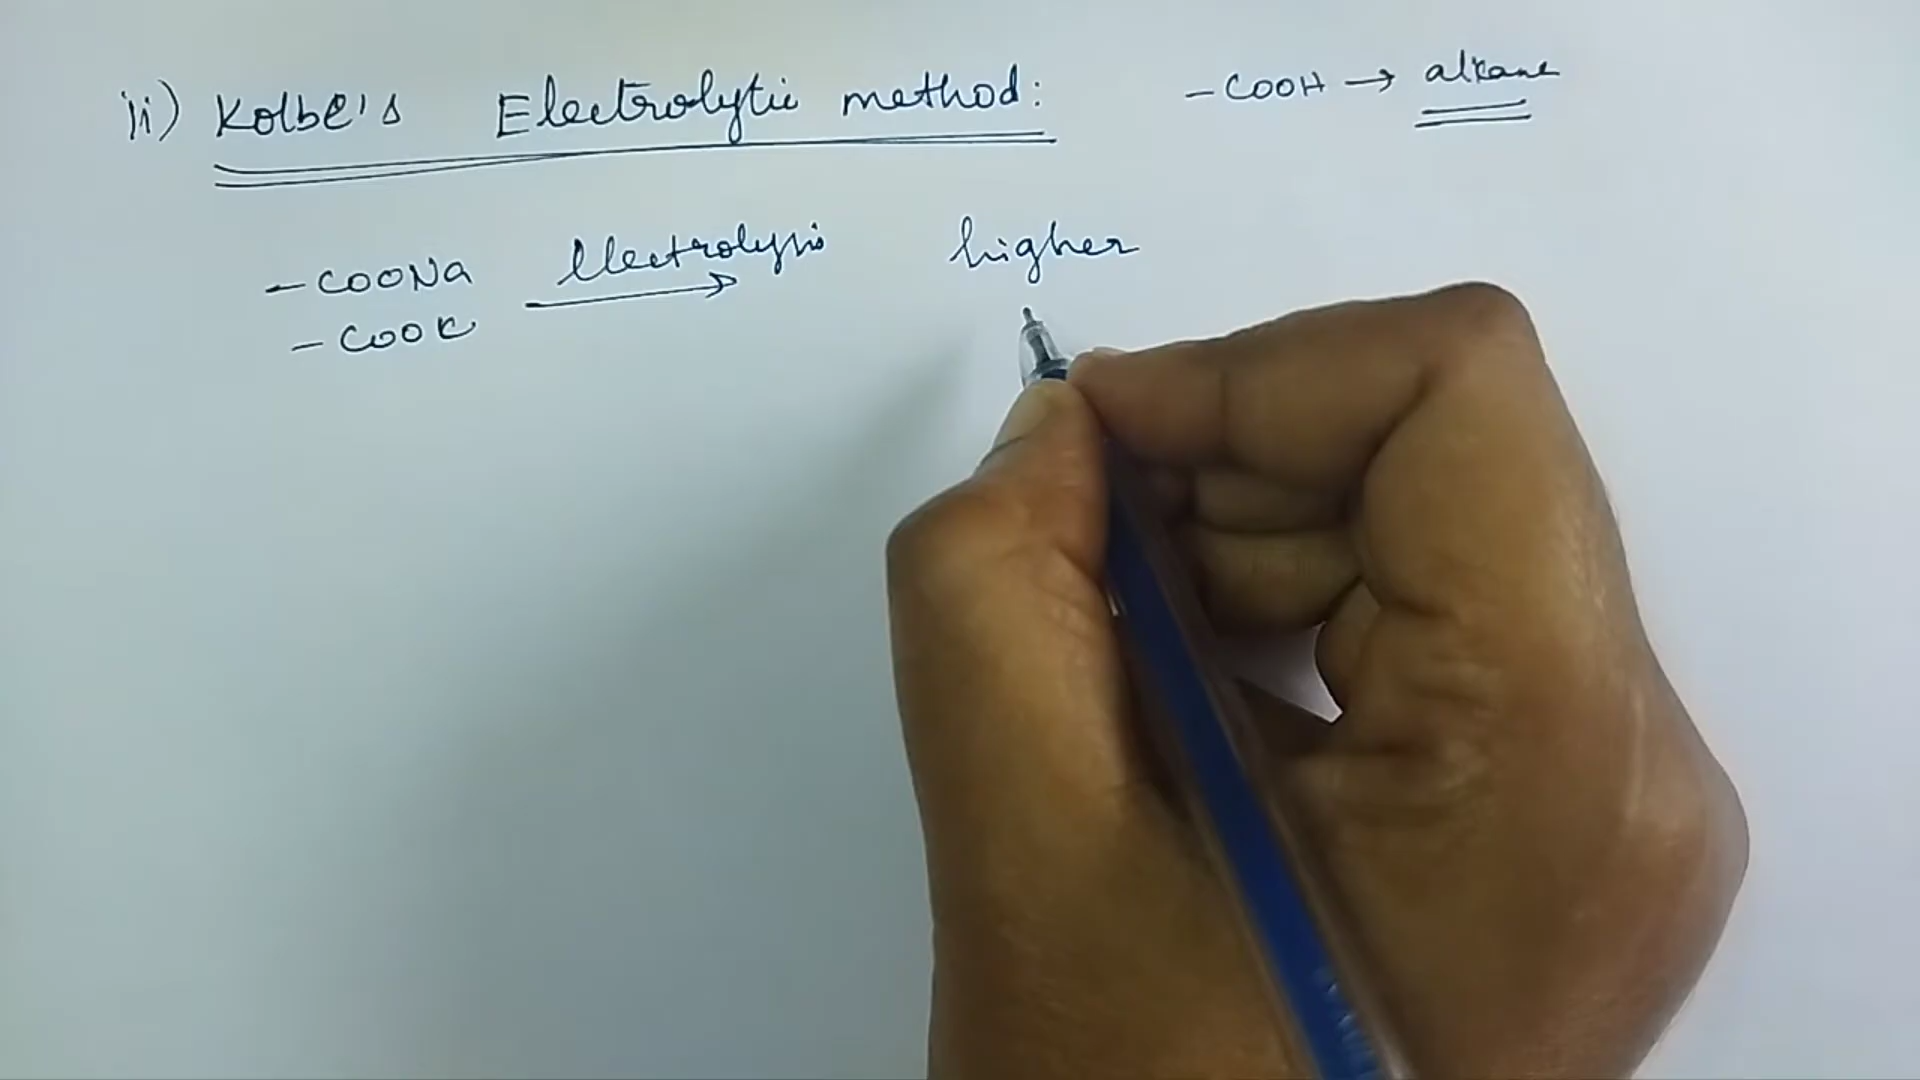 ii) Kolbe's Electrolytic method:
-COOH → alkane
-COONa Electrolysis → higher
-COOK